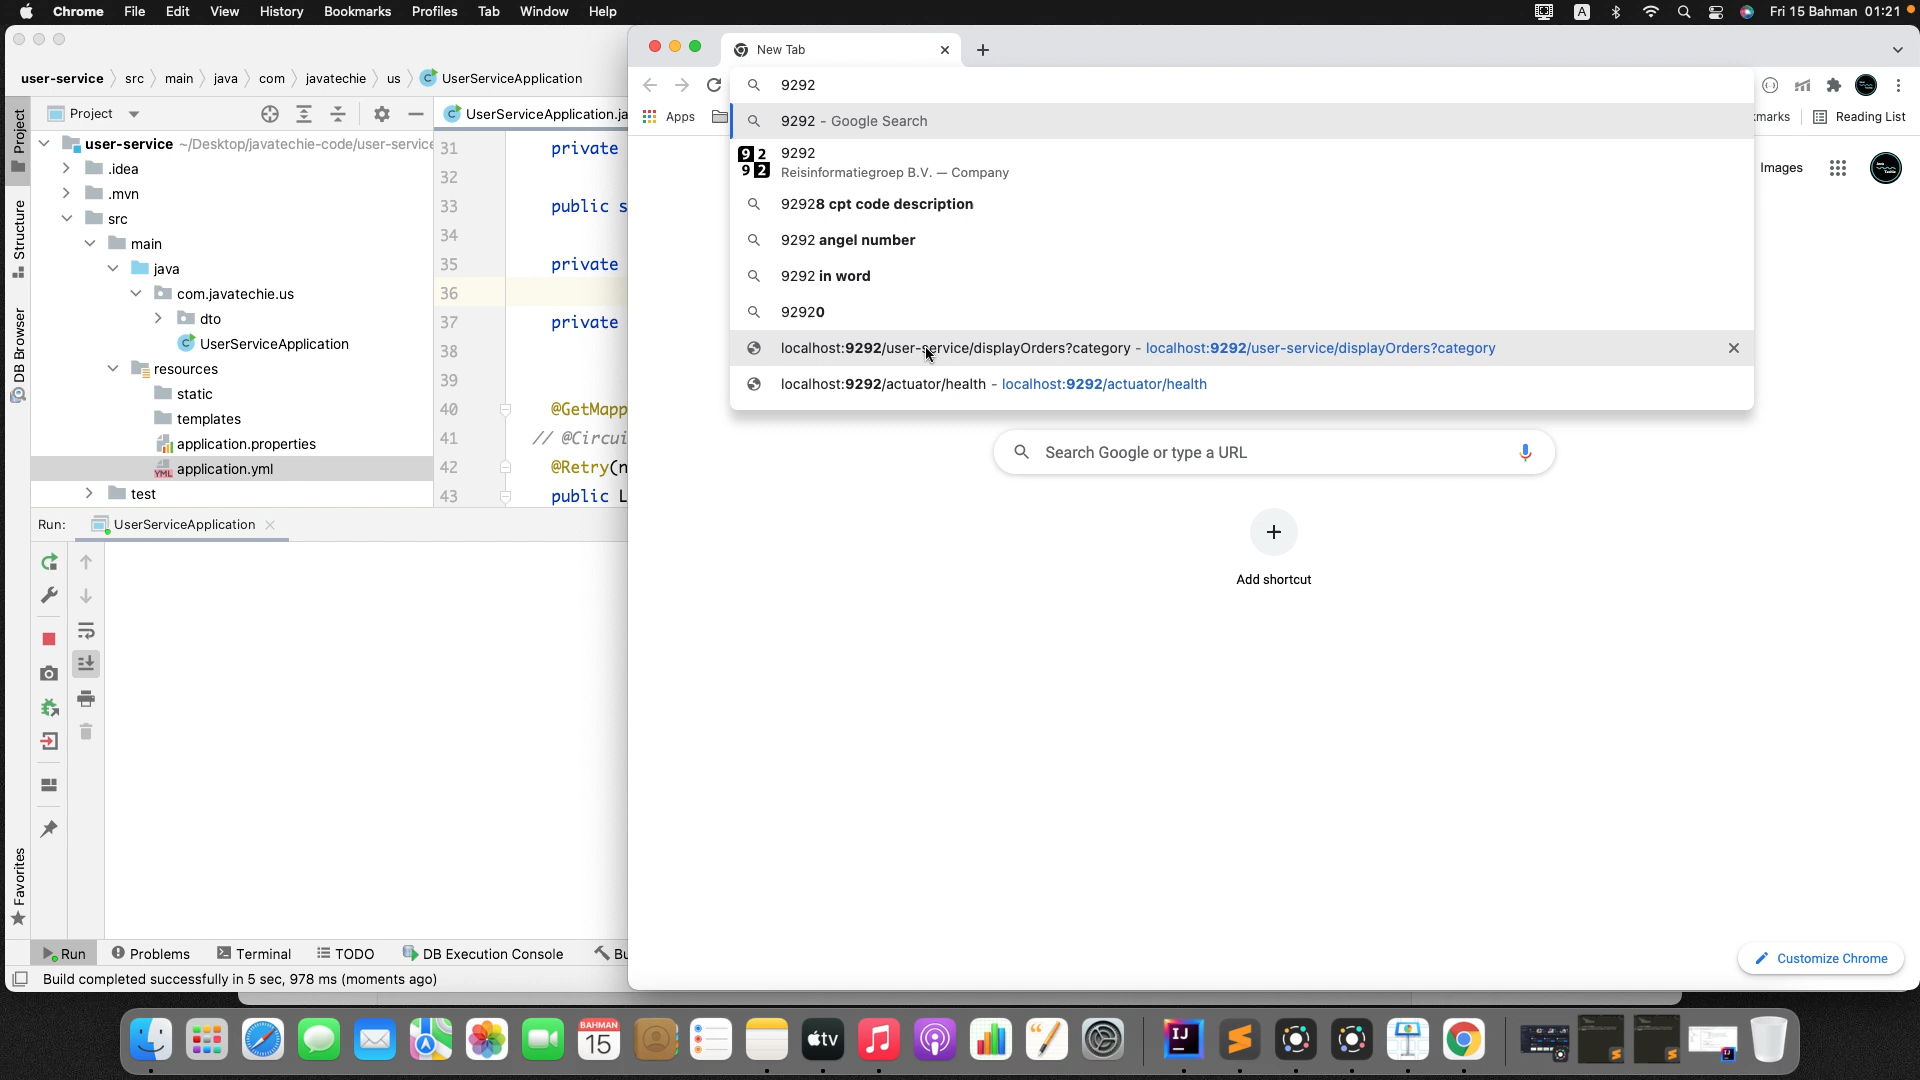 Chrome File Edit View History Bookmarks Profiles Tab Window Help
A Fri 15 Bahman 01:21
user-service src main java com javatechie us UserServiceApplication
Project
UserServiceApplication.ja
user-service ~/Desktop/javatechie-code/user-service
.idea
.mvn
src
main
java
com.javatechie.us
dto
UserServiceApplication
resources
static
templates
application.properties
application.yml
test
Project
Structure
DB Browser
Favorites
31 private
32
33 public s
34
35 private
36
37 private
38
39
40 @GetMapp
41 // @Circui
42 @Retry(n
43 public L
Run: UserServiceApplication
Run Problems Terminal TODO DB Execution Console Bu
Build completed successfully in 5 sec, 978 ms (moments ago)
New Tab
9292
Apps
kmarks Reading List
9292 - Google Search
9292
Reisinformatiegroep B.V. — Company
92928 cpt code description
9292 angel number
9292 in word
92920
localhost:9292/user-service/displayOrders?category - localhost:9292/user-service/displayOrders?category
localhost:9292/actuator/health - localhost:9292/actuator/health
Images
Search Google or type a URL
Add shortcut
Customize Chrome
BAHMAN
15
tv
IJ